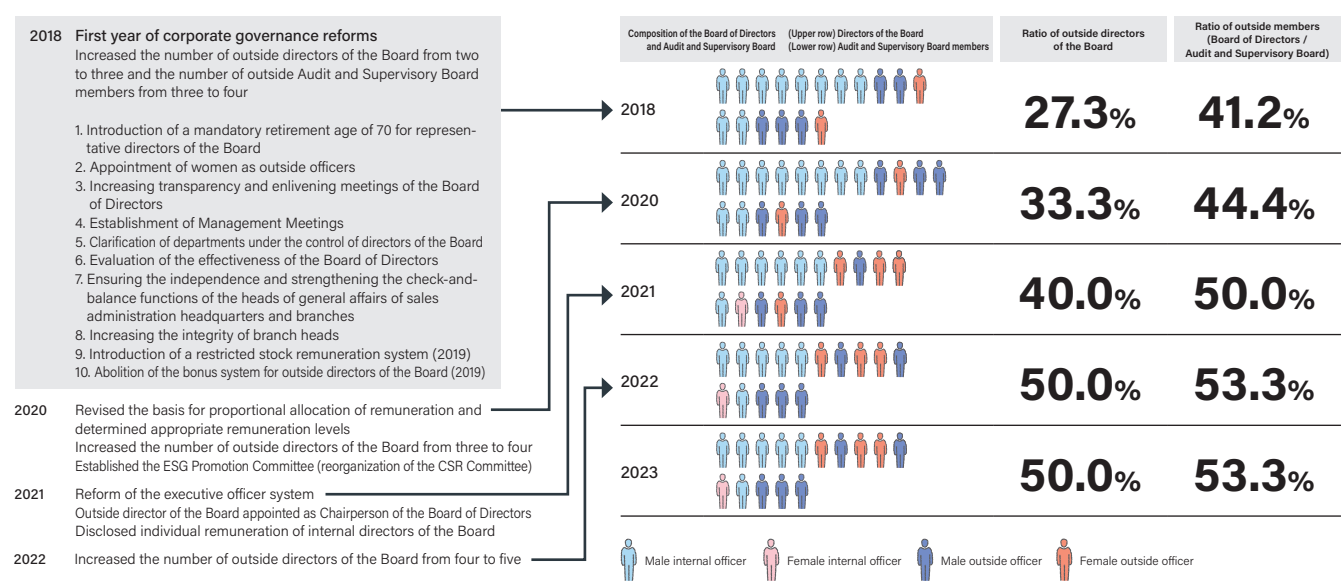 2018 First year of corporate governance reforms
Increased the number of outside directors of the Board from two
to three and the number of outside Audit and Supervisory Board
members from three to four
1. Introduction of a mandatory retirement age of 70 for represen-
tative directors of the Board
2. Appointment of women as outside officers
3. Increasing transparency and enlivening meetings of the Board
of Directors
4. Establishment of Management Meetings
5. Clarification of departments under the control of directors of the Board
6. Evaluation of the effectiveness of the Board of Directors
7. Ensuring the independence and strengthening the check-and-
balance functions of the heads of general affairs of sales
administration headquarters and branches
8. Increasing the integrity of branch heads
9. Introduction of a restricted stock remuneration system (2019)
10. Abolition of the bonus system for outside directors of the Board (2019)
2020 Revised the basis for proportional allocation of remuneration and
determined appropriate remuneration levels
Increased the number of outside directors of the Board from three to four
Established the ESG Promotion Committee (reorganization of the CSR Committee)
2021 Reform of the executive officer system
Outside director of the Board appointed as Chairperson of the Board of Directors
Disclosed individual remuneration of internal directors of the Board
2022 Increased the number of outside directors of the Board from four to five
Composition of the Board of Directors
and Audit and Supervisory Board
(Upper row) Directors of the Board
(Lower row) Audit and Supervisory Board members
Ratio of outside directors
of the Board
Ratio of outside members
(Board of Directors /
Audit and Supervisory Board)
2018 27.3% 41.2%
2020 33.3% 44.4%
2021 40.0% 50.0%
2022 50.0% 53.3%
2023 50.0% 53.3%
Male internal officer Female internal officer Male outside officer Female outside officer